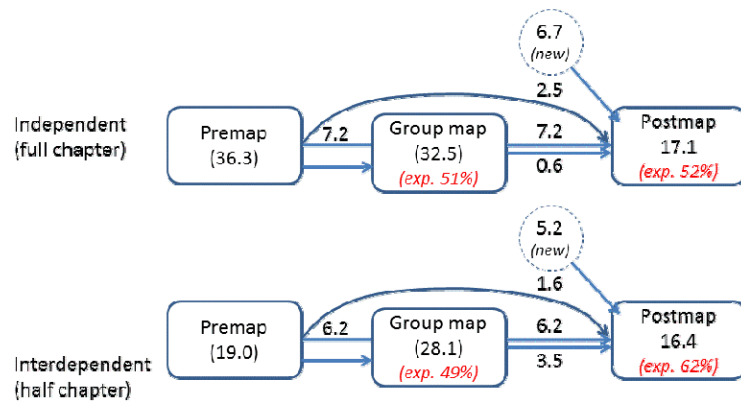 6.7
(new)
2.5
Independent
(full chapter)
Premap
(36.3)
7.2
Group map
(32.5)
(exp. 51%)
7.2
0.6
Postmap
17.1
(exp. 52%)
5.2
(new)
1.6
Interdependent
(half chapter)
Premap
(19.0)
6.2
Group map
(28.1)
(exp. 49%)
6.2
3.5
Postmap
16.4
(exp. 62%)